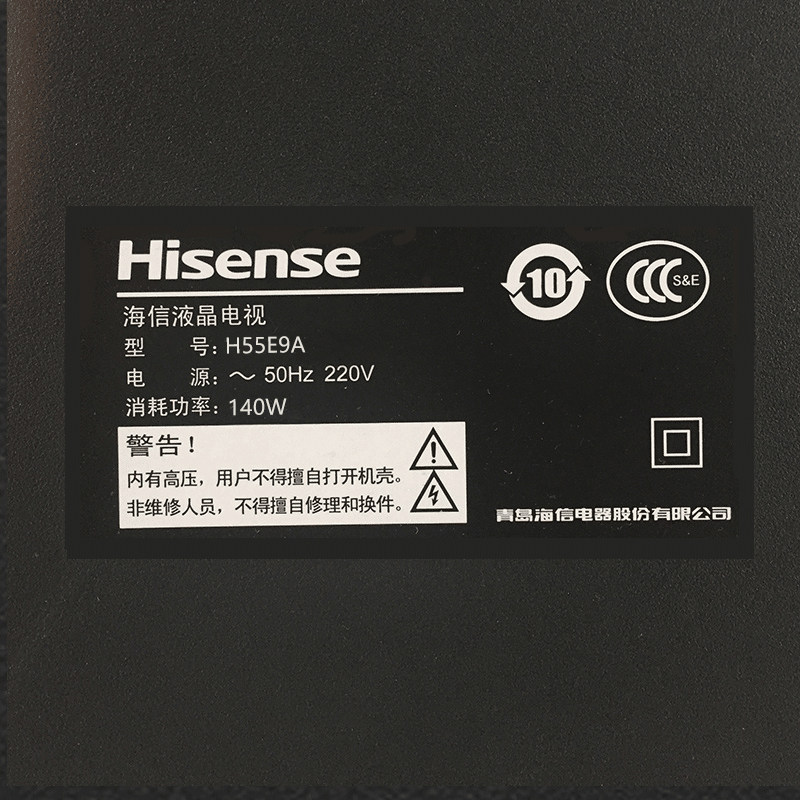 Hisense
10
CCC S&E
海信液晶电视
型 号: H55E9A
电 源: ～ 50Hz 220V
消耗功率: 140W
警告!
内有高压，用户不得擅自打开机壳。
非维修人员，不得擅自修理和换件。
青岛海信电器股份有限公司